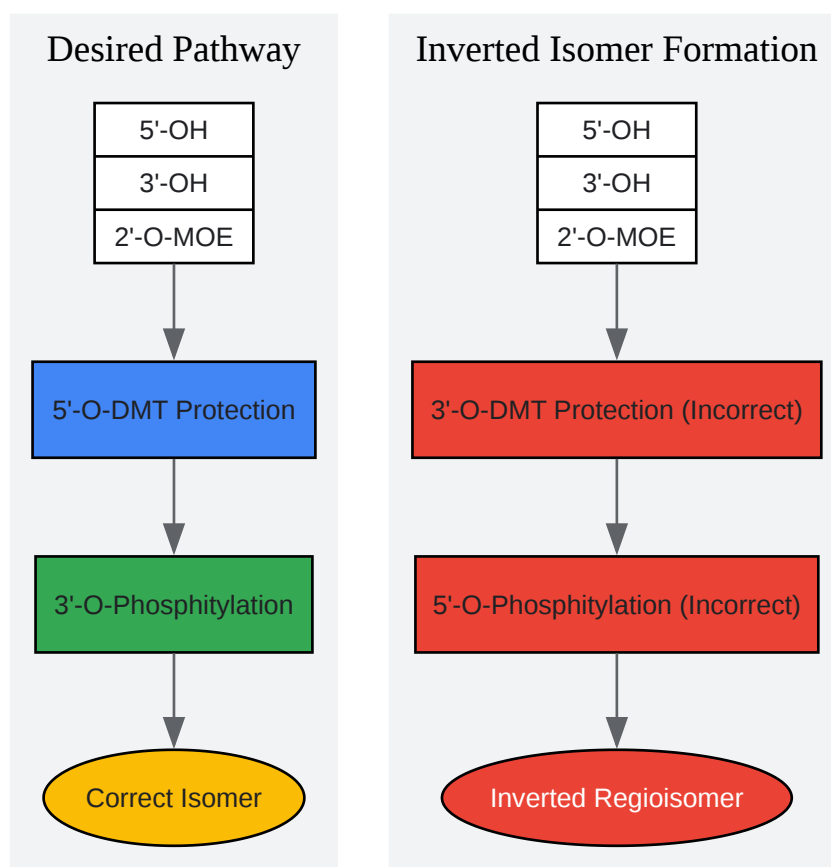 Desired Pathway
5'-OH
3'-OH
2'-O-MOE
5'-O-DMT Protection
3'-O-Phosphitylation
Correct Isomer
Inverted Isomer Formation
5'-OH
3'-OH
2'-O-MOE
3'-O-DMT Protection (Incorrect)
5'-O-Phosphitylation (Incorrect)
Inverted Regioisomer